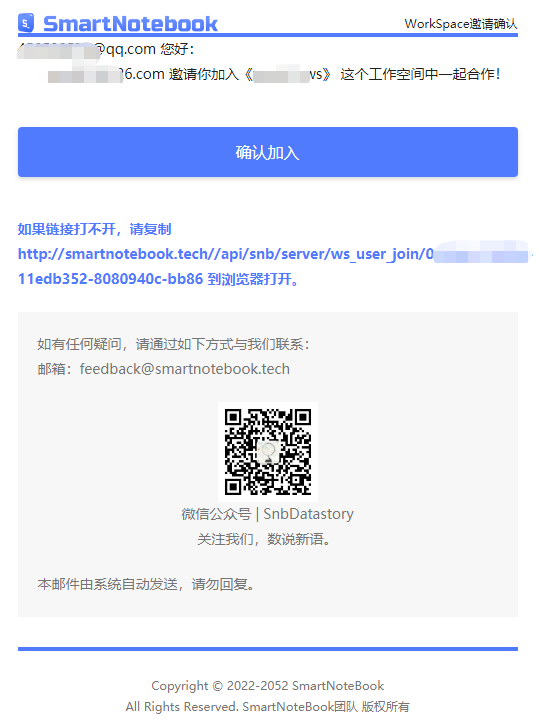 SmartNotebook
WorkSpace邀请确认
@qq.com 您好：
6.com 邀请你加入《 ws》 这个工作空间中一起合作！
确认加入
如果链接打不开，请复制
http://smartnotebook.tech//api/snb/server/ws_user_join/0
11edb352-8080940c-bb86 到浏览器打开。
如有任何疑问，请通过如下方式与我们联系：
邮箱：feedback@smartnotebook.tech
微信公众号 | SnbDatastory
关注我们，数说新语。
本邮件由系统自动发送，请勿回复。
Copyright © 2022-2052 SmartNoteBook
All Rights Reserved. SmartNoteBook团队 版权所有